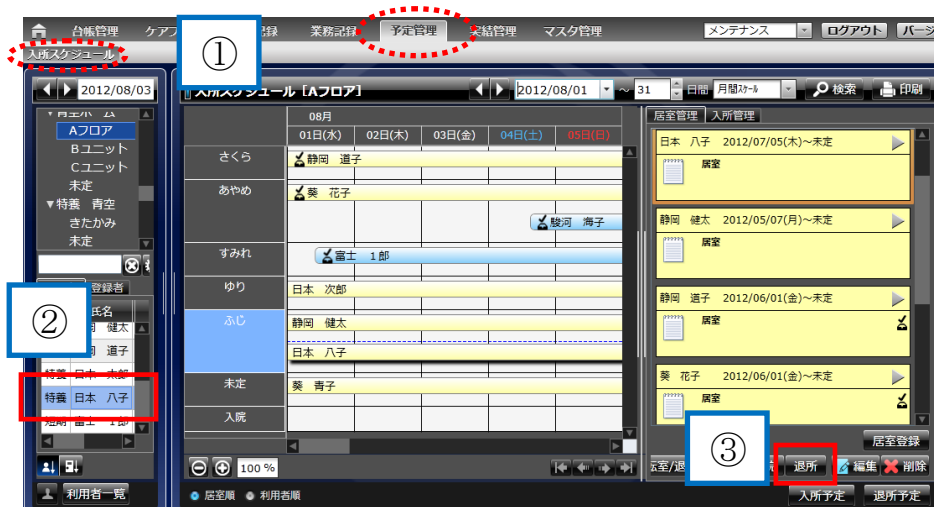 台帳管理 ケアプ 録 業務記録 予定管理 実績管理 マスタ管理 メンテナンス ログアウト バージ
入所スケジュール
①
2012/08/03
入所スケジュール [Aフロア]
2012/08/01 ～ 31 日間 月間スケール 検索 印刷
Aフロア
Bユニット
Cユニット
未定
▼特養 青空
きたかみ
未定
登録者
氏名
②
健太
道子
特養 日本 太郎
特養 日本 八子
短期 富士 1郎
利用者一覧
08月
01日(水) 02日(木) 03日(金) 04日(土) 05日(日)
さくら 静岡 道子
あやめ 葵 花子
駿河 海子
すみれ 富士 1郎
ゆり 日本 次郎
ふじ 静岡 健太
日本 八子
未定 葵 青子
入院
100 %
居室順 利用者順
居室管理 入所管理
日本 八子 2012/07/05(木)～未定
居室
静岡 健太 2012/05/07(月)～未定
居室
静岡 道子 2012/06/01(金)～未定
居室
葵 花子 2012/06/01(金)～未定
居室
③
居室登録
退所 編集 削除
入所予定 退所予定